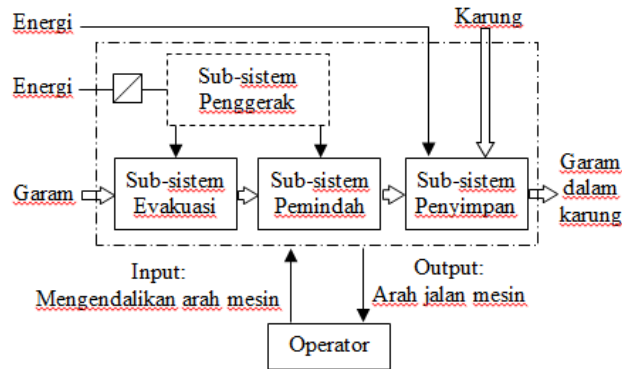 Energi
Karung
Energi
Sub-sistem
Penggerak
Garam
Sub-sistem
Evakuasi
Sub-sistem
Pemindah
Sub-sistem
Penyimpan
Garam
dalam
karung
Input:
Mengendalikan arah mesin
Output:
Arah jalan mesin
Operator